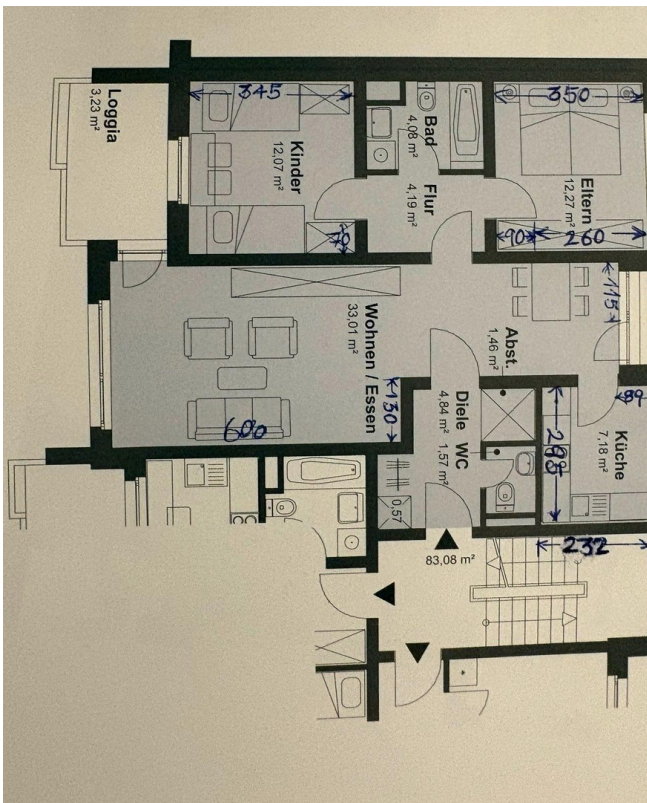 Loggia
3,23 m²
345
Kinder
12,07 m²
70
Bad
4,08 m²
Flur
4,19 m²
350
Eltern
12,27 m²
90
260
Wohnen / Essen
33,01 m²
600
130
Abst.
1,46 m²
115
Diele
4,84 m²
WC
1,57 m²
0,57
Küche
7,18 m²
89
295
232
83,08 m²